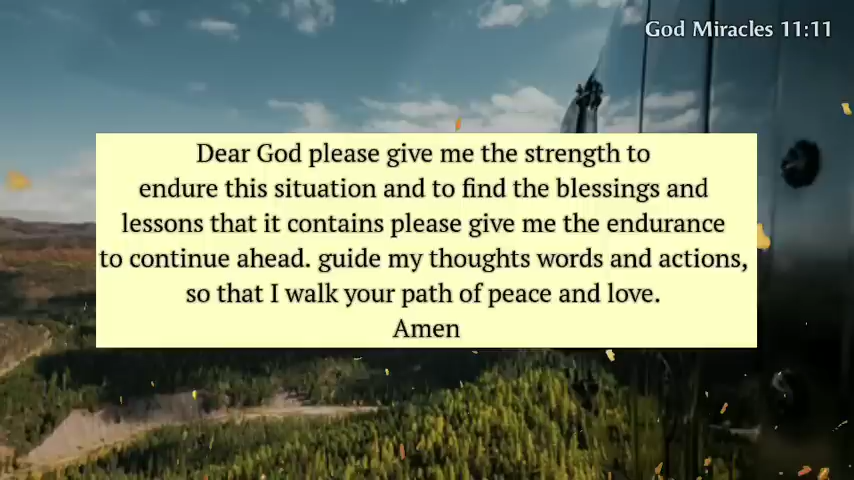 God Miracles 11:11
Dear God please give me the strength to
endure this situation and to find the blessings and
lessons that it contains please give me the endurance
to continue ahead. guide my thoughts words and actions,
so that I walk your path of peace and love.
Amen